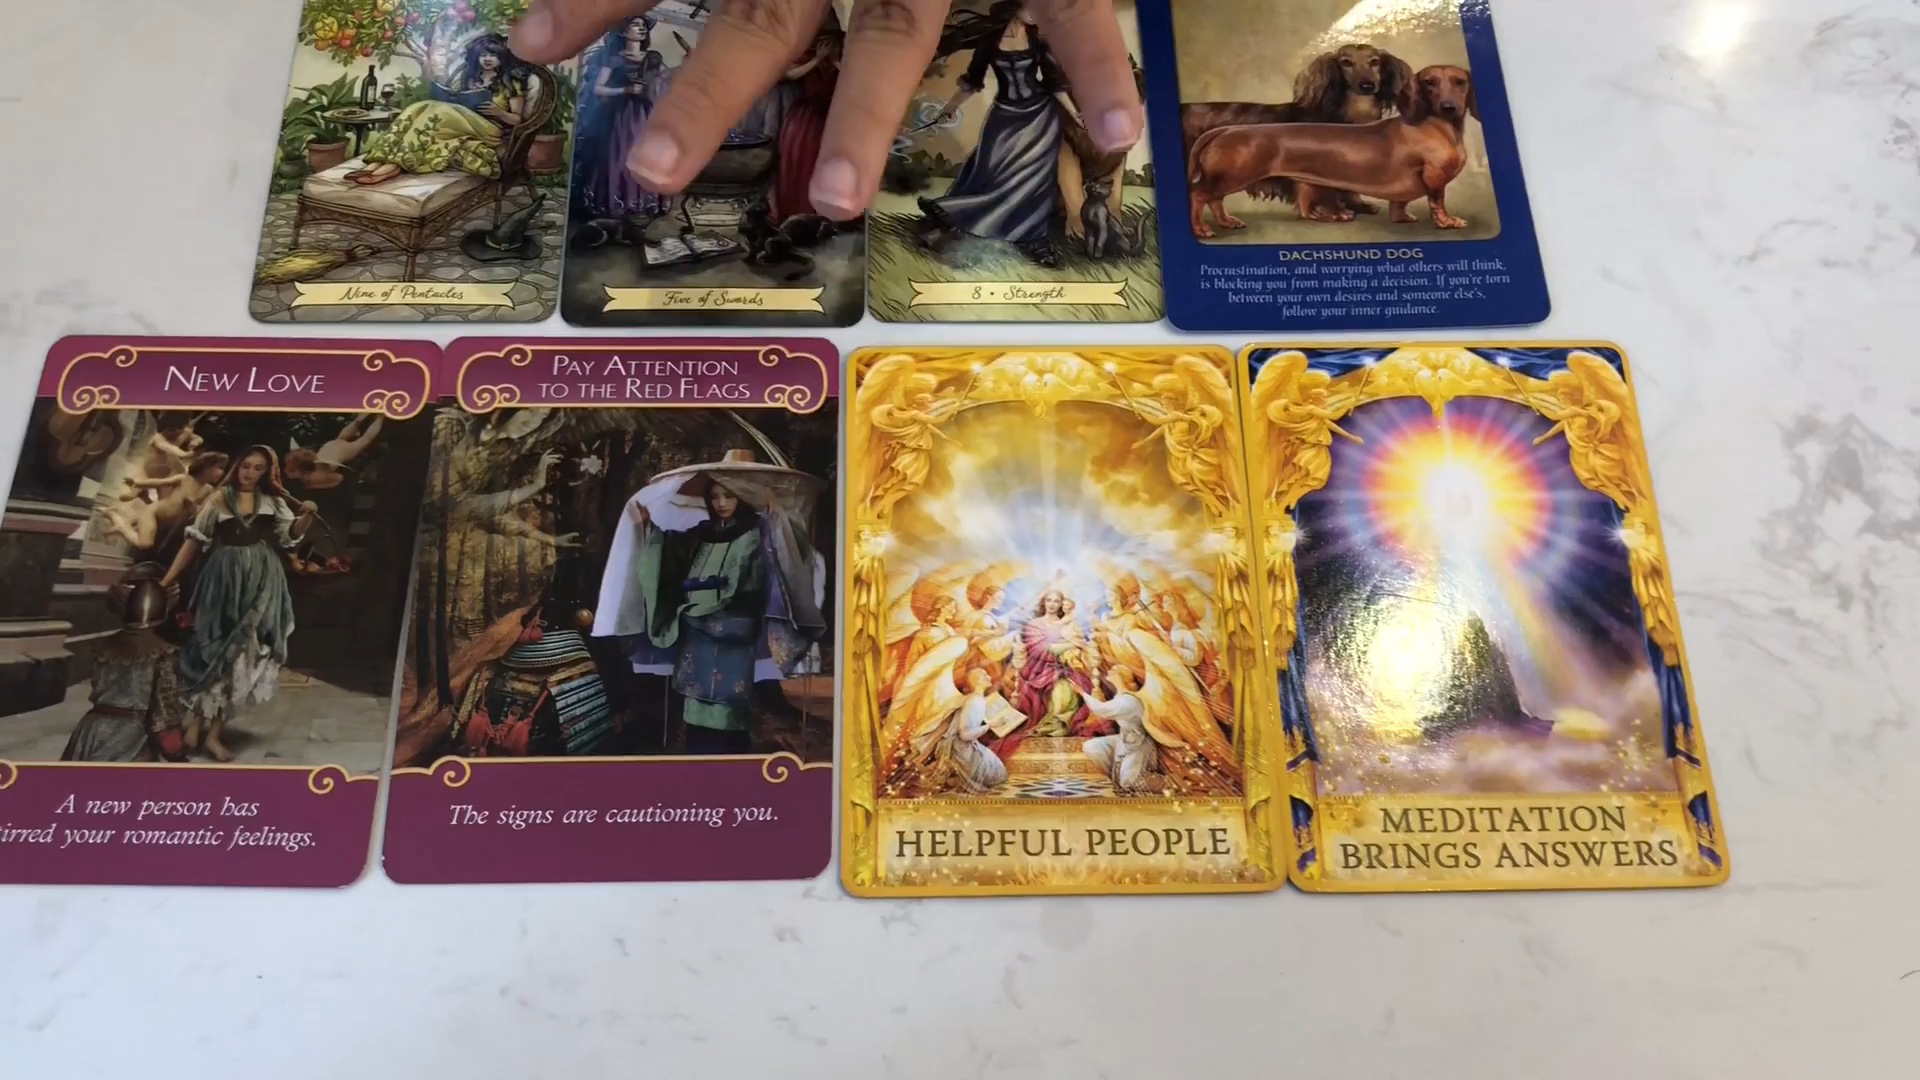 Nine of Pentacles
Five of Swords
8 • Strength
DACHSHUND DOG
Procrastination, and worrying what others will think,
is blocking you from making a decision. If you're torn
between your own desires and someone else's,
follow your inner guidance.
NEW LOVE
A new person has
tirred your romantic feelings.
PAY ATTENTION
TO THE RED FLAGS
The signs are cautioning you.
HELPFUL PEOPLE
MEDITATION
BRINGS ANSWERS